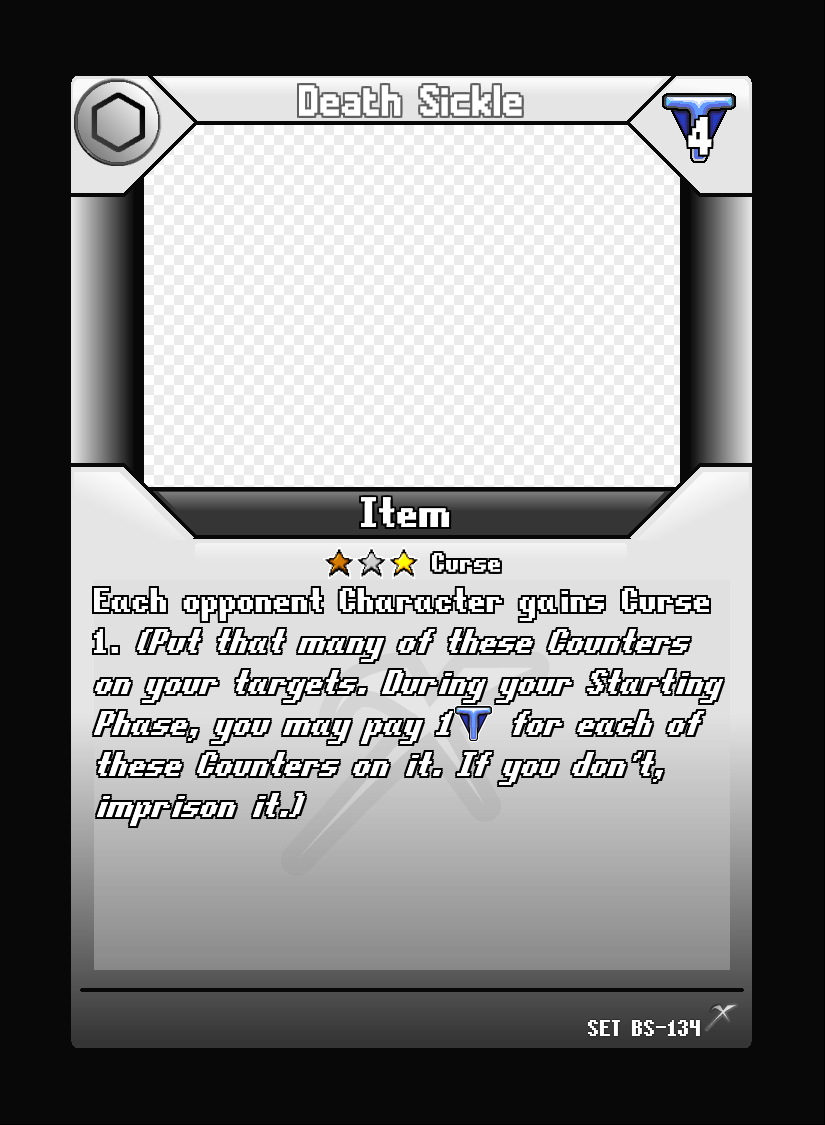 Death Sickle
4
Item
Curse
Each opponent Character gains Curse
1. (Put that many of these Counters
on your targets. During your Starting
Phase, you may pay 1 for each of
these Counters on it. If you don't,
imprison it.)
SET BS-134